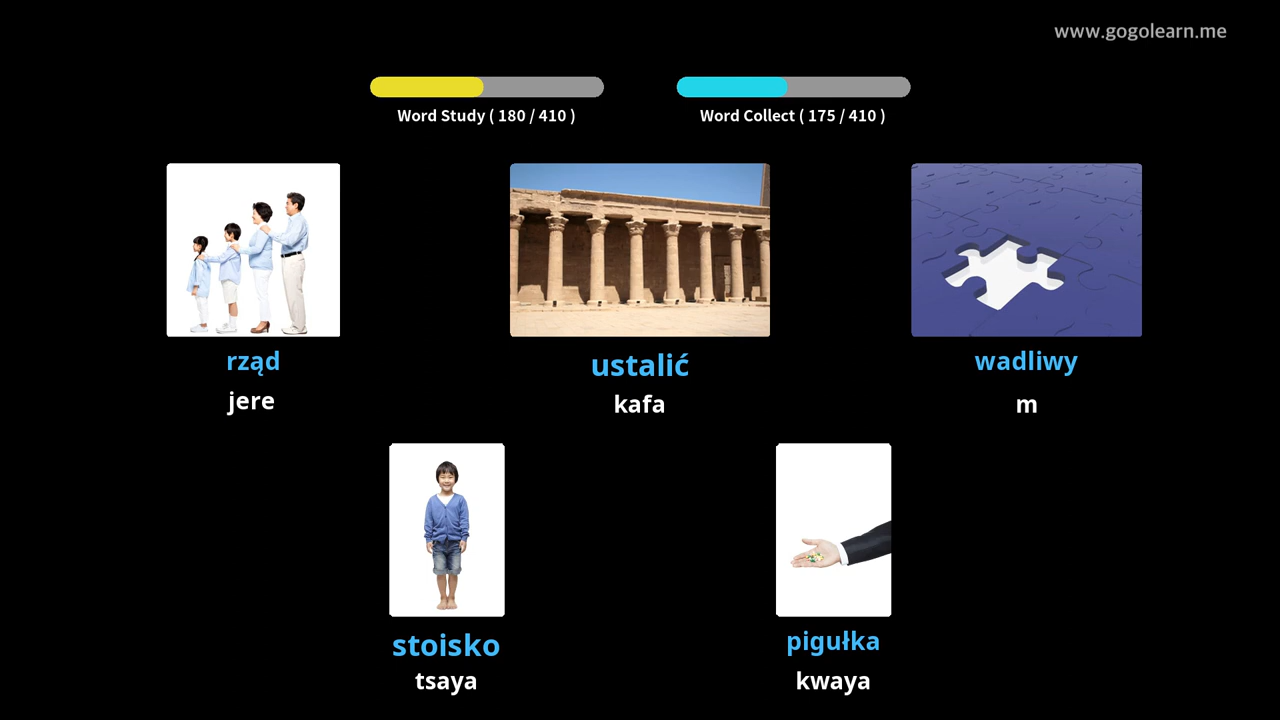 www.gogolearn.me
Word Study ( 180 / 410 )
Word Collect ( 175 / 410 )
rząd
jere
ustalić
kafa
wadliwy
m
stoisko
tsaya
pigułka
kwaya